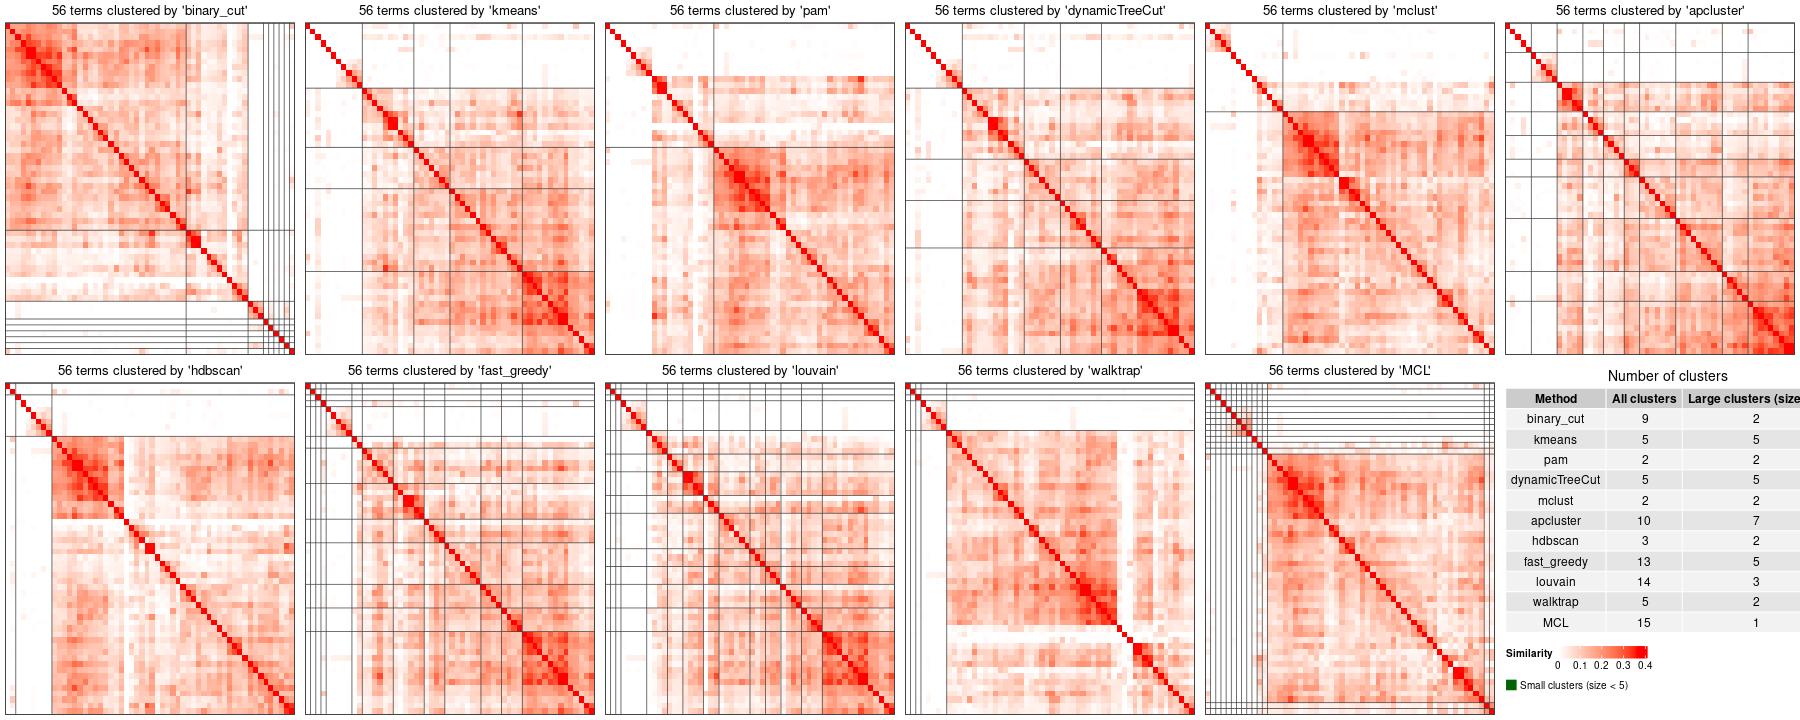 56 terms clustered by 'binary_cut'
56 terms clustered by 'kmeans'
56 terms clustered by 'pam'
56 terms clustered by 'dynamicTreeCut'
56 terms clustered by 'mclust'
56 terms clustered by 'apcluster'
56 terms clustered by 'hdbscan'
56 terms clustered by 'fast_greedy'
56 terms clustered by 'louvain'
56 terms clustered by 'walktrap'
56 terms clustered by 'MCL'
Number of clusters
Method All clusters Large clusters (size
binary_cut 9 2
kmeans 5 5
pam 2 2
dynamicTreeCut 5 5
mclust 2 2
apcluster 10 7
hdbscan 3 2
fast_greedy 13 5
louvain 14 3
walktrap 5 2
MCL 15 1
Similarity
0 0.1 0.2 0.3 0.4
Small clusters (size < 5)